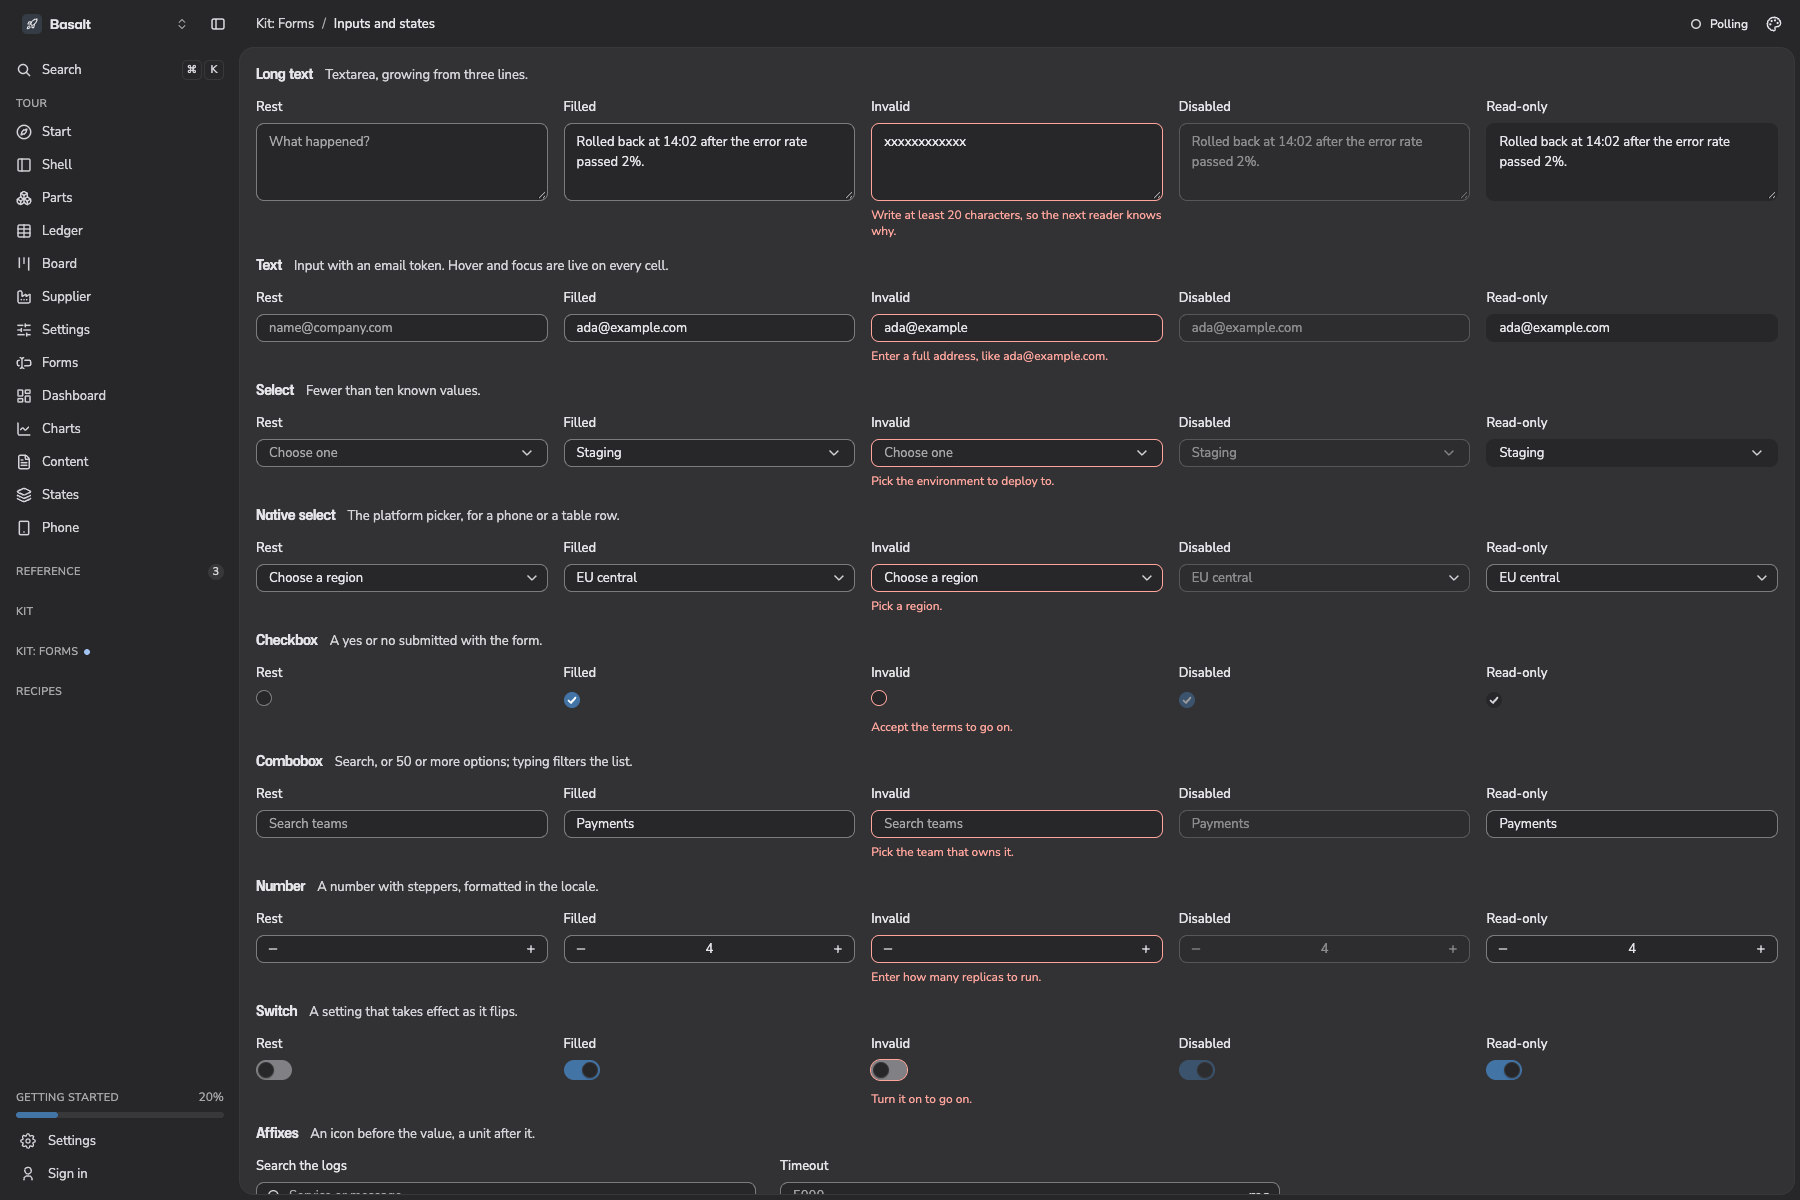 Basalt
Kit: Forms / Inputs and states
Polling
Search ⌘ K
TOUR
Start
Shell
Parts
Ledger
Board
Supplier
Settings
Forms
Dashboard
Charts
Content
States
Phone
REFERENCE 3
KIT
KIT: FORMS
RECIPES
GETTING STARTED 20%
Settings
Sign in
Long text Textarea, growing from three lines.
Rest Filled Invalid Disabled Read-only
What happened? Rolled back at 14:02 after the error rate xxxxxxxxxxxx Rolled back at 14:02 after the error rate Rolled back at 14:02 after the error rate
passed 2%. passed 2%. passed 2%.
Write at least 20 characters, so the next reader knows
why.
Text Input with an email token. Hover and focus are live on every cell.
Rest Filled Invalid Disabled Read-only
name@company.com ada@example.com ada@example ada@example.com ada@example.com
Enter a full address, like ada@example.com.
Select Fewer than ten known values.
Rest Filled Invalid Disabled Read-only
Choose one Staging Choose one Staging Staging
Pick the environment to deploy to.
Native select The platform picker, for a phone or a table row.
Rest Filled Invalid Disabled Read-only
Choose a region EU central Choose a region EU central EU central
Pick a region.
Checkbox A yes or no submitted with the form.
Rest Filled Invalid Disabled Read-only
Accept the terms to go on.
Combobox Search, or 50 or more options; typing filters the list.
Rest Filled Invalid Disabled Read-only
Search teams Payments Search teams Payments Payments
Pick the team that owns it.
Number A number with steppers, formatted in the locale.
Rest Filled Invalid Disabled Read-only
− + − 4 + − + − 4 + − 4 +
Enter how many replicas to run.
Switch A setting that takes effect as it flips.
Rest Filled Invalid Disabled Read-only
Turn it on to go on.
Affixes An icon before the value, a unit after it.
Search the logs Timeout